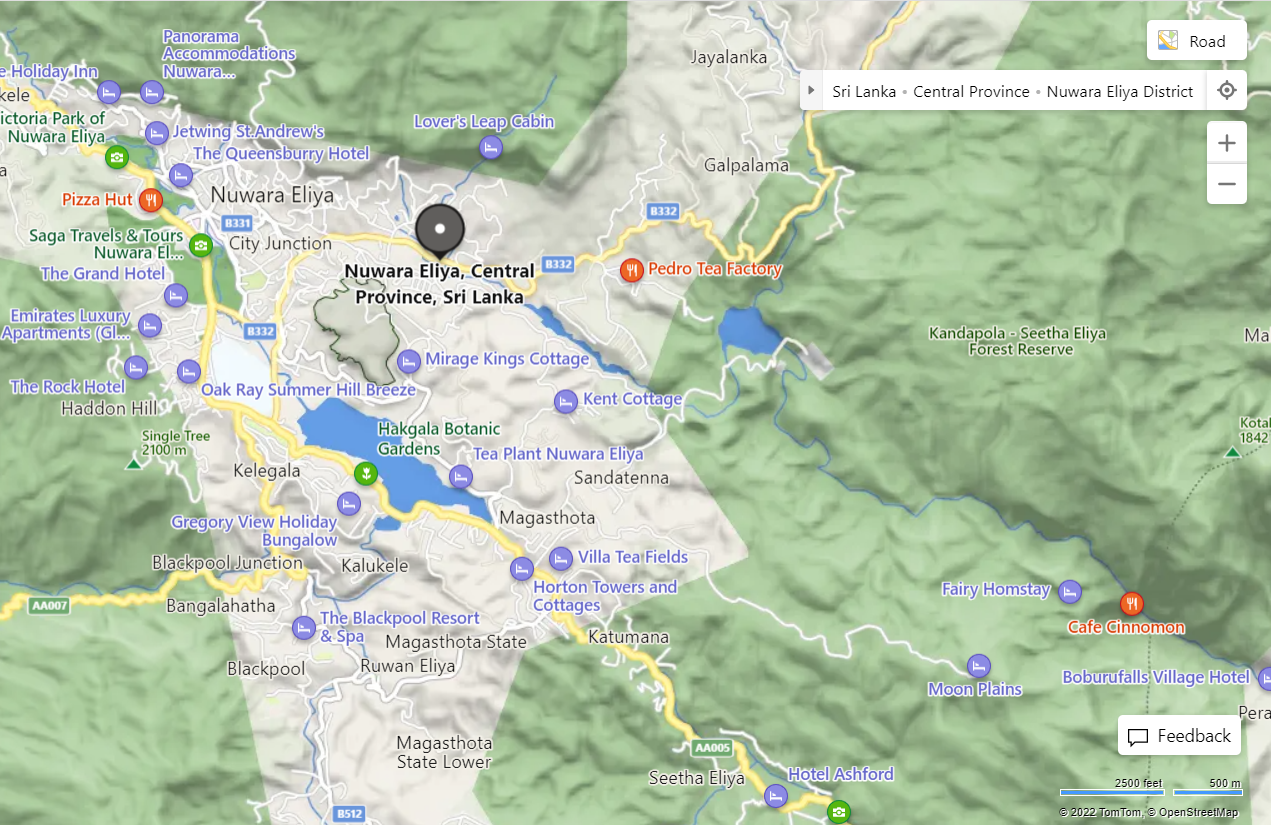 Panorama
Accommodations
Nuwara...
e Holiday Inn
kele
Jayalanka
Road
Sri Lanka • Central Province • Nuwara Eliya District
ictoria Park of
Nuwara Eliya
Jetwing St.Andrew's
The Queensburry Hotel
Lover's Leap Cabin
Galpalama
a
Pizza Hut
Nuwara Eliya
B331
B332
City Junction
Saga Travels & Tours
Nuwara El...
The Grand Hotel
Nuwara Eliya, Central
Province, Sri Lanka
B332
Pedro Tea Factory
Emirates Luxury
Apartments (Gl...
B332
Kandapola - Seetha Eliya
Forest Reserve
Ma
The Rock Hotel
Oak Ray Summer Hill Breeze
Mirage Kings Cottage
Kent Cottage
Haddon Hill
Single Tree
2100 m
Hakgala Botanic
Gardens
Kotal
1842
Tea Plant Nuwara Eliya
Kelegala
Sandatenna
Gregory View Holiday
Bungalow
Magasthota
Blackpool Junction
Kalukele
Villa Tea Fields
Horton Towers and
Cottages
AA007
Bangalahatha
Fairy Homstay
Cafe Cinnomon
The Blackpool Resort
& Spa
Magasthota State
Katumana
Blackpool
Ruwan Eliya
Moon Plains
Boburufalls Village Hotel
Pera
Magasthota
State Lower
AA005
Feedback
Seetha Eliya
Hotel Ashford
B512
2500 feet
500 m
© 2022 TomTom, © OpenStreetMap